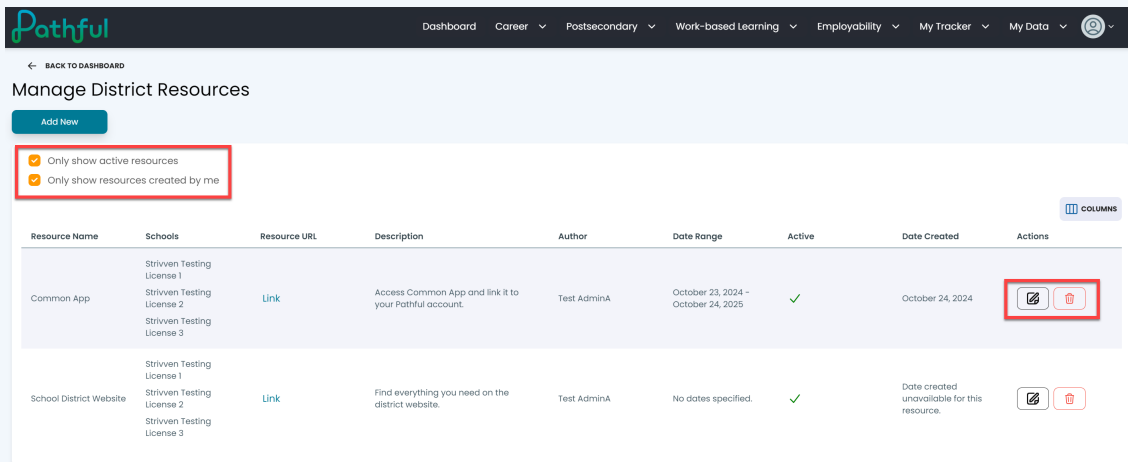 Pathful
Dashboard Career Postsecondary Work-based Learning Employability My Tracker My Data
BACK TO DASHBOARD
Manage District Resources
Add New
Only show active resources
Only show resources created by me
COLUMNS
Resource Name Schools Resource URL Description Author Date Range Active Date Created Actions
Strivven Testing
License 1
Strivven Testing
License 2
Strivven Testing
License 3
Common App
Link
Access Common App and link it to
your Pathful account.
Test AdminA
October 23, 2024 -
October 24, 2025
October 24, 2024
Strivven Testing
License 1
Strivven Testing
License 2
Strivven Testing
License 3
School District Website
Link
Find everything you need on the
district website.
Test AdminA
No dates specified.
Date created
unavailable for this
resource.